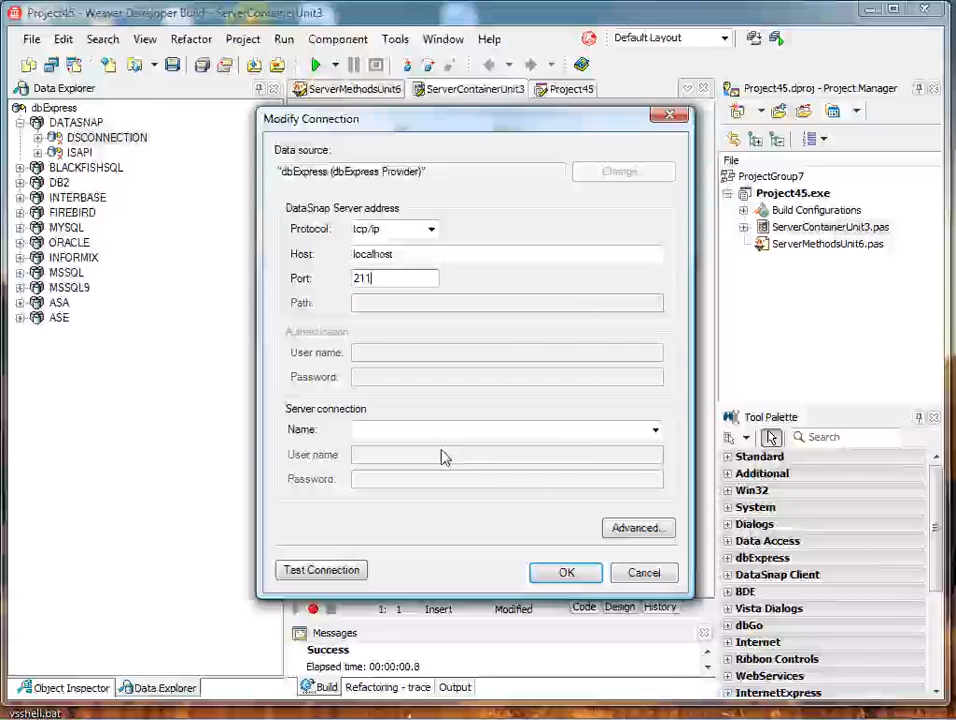 Project45 - Weaver Developer Build - ServerContainerUnit3
File Edit Search View Refactor Project Run Component Tools Window Help
Default Layout
Data Explorer
dbExpress
DATASNAP
DSCONNECTION
ISAPI
BLACKFISHSQL
DB2
INTERBASE
FIREBIRD
MYSQL
ORACLE
INFORMIX
MSSQL
MSSQL9
ASA
ASE
Object Inspector Data Explorer
ServerMethodsUnit6 ServerContainerUnit3 Project45
Modify Connection
Data source:
"dbExpress (dbExpress Provider)" Change...
DataSnap Server address
Protocol: tcp/ip
Host: localhost
Port: 211
Path:
Authentication
User name:
Password:
Server connection
Name:
User name
Password:
Advanced...
Test Connection OK Cancel
1: 1 Insert Modified Code Design History
Messages
Success
Elapsed time: 00:00:00.8
Build Refactoring - trace Output
Project45.dproj - Project Manager
File
ProjectGroup7
Project45.exe
Build Configurations
ServerContainerUnit3.pas
ServerMethodsUnit6.pas
Tool Palette
Search
Standard
Additional
Win32
System
Dialogs
Data Access
dbExpress
DataSnap Client
BDE
Vista Dialogs
dbGo
Internet
Ribbon Controls
WebServices
InternetExpress
vsshell.bat